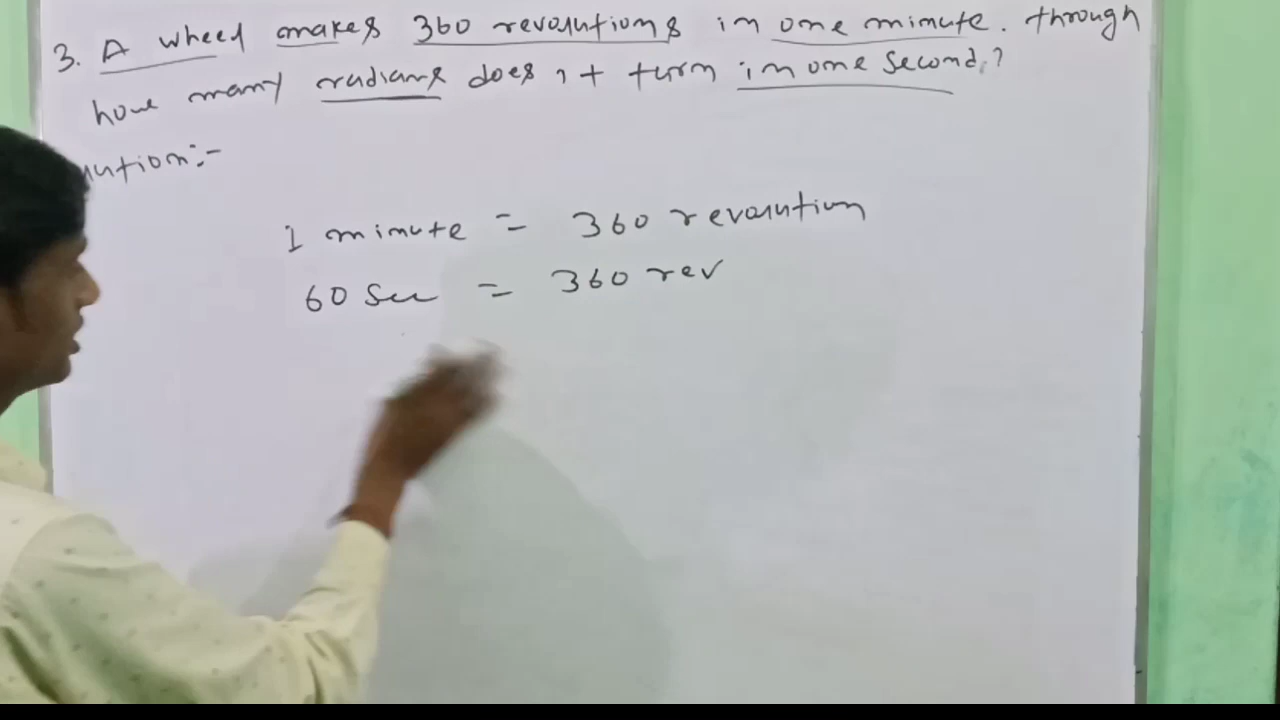 3. A wheel makes 360 revolutions in one minute. through
how many radians does it turn in one second?
lution:-
1 minute = 360 revolution
60 Sec = 360 rev